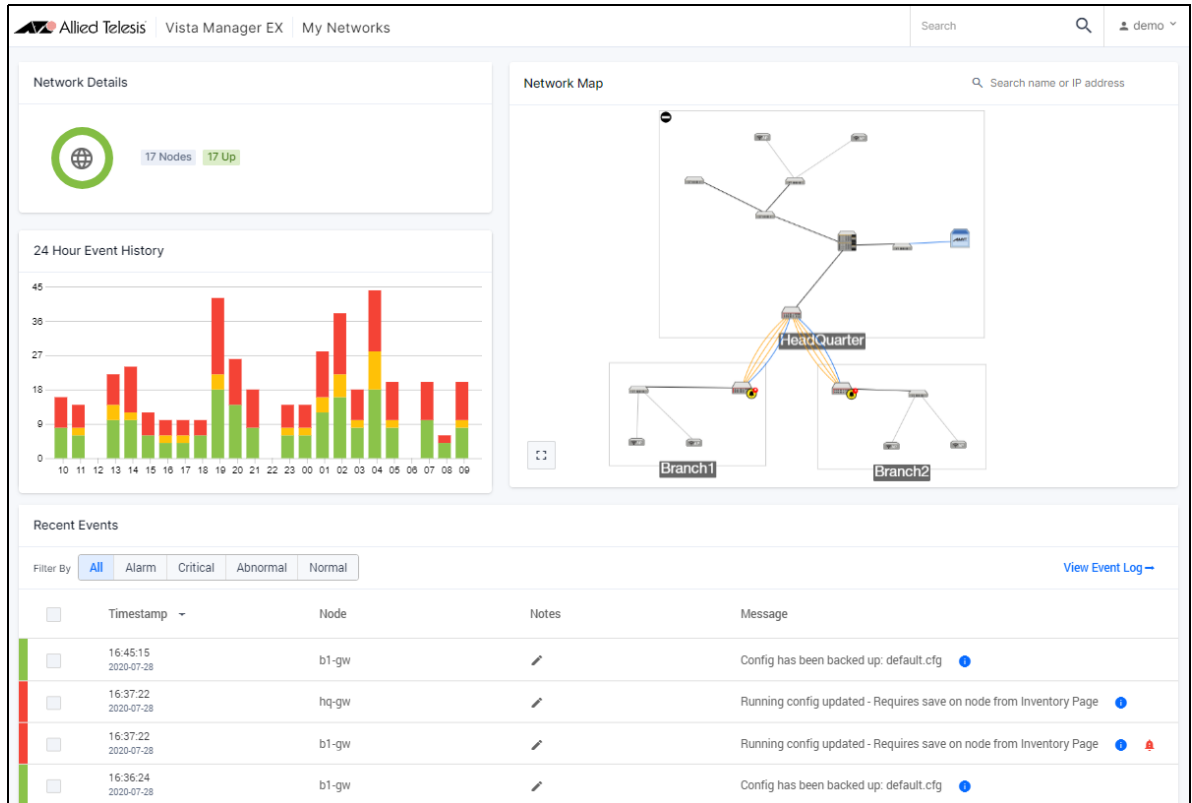 Allied Telesis Vista Manager EX My Networks Search demo
Network Details
17 Nodes 17 Up
24 Hour Event History
45
36
27
18
9
0
10 11 12 13 14 15 16 17 18 19 20 21 22 23 00 01 02 03 04 05 06 07 08 09
Network Map Search name or IP address
HeadQuarter
Branch1
Branch2
Recent Events
Filter By All Alarm Critical Abnormal Normal View Event Log
Timestamp Node Notes Message
16:45:15
2020-07-28
b1-gw Config has been backed up: default.cfg
16:37:22
2020-07-28
hq-gw Running config updated - Requires save on node from Inventory Page
16:37:22
2020-07-28
b1-gw Running config updated - Requires save on node from Inventory Page
16:36:24
2020-07-28
b1-gw Config has been backed up: default.cfg